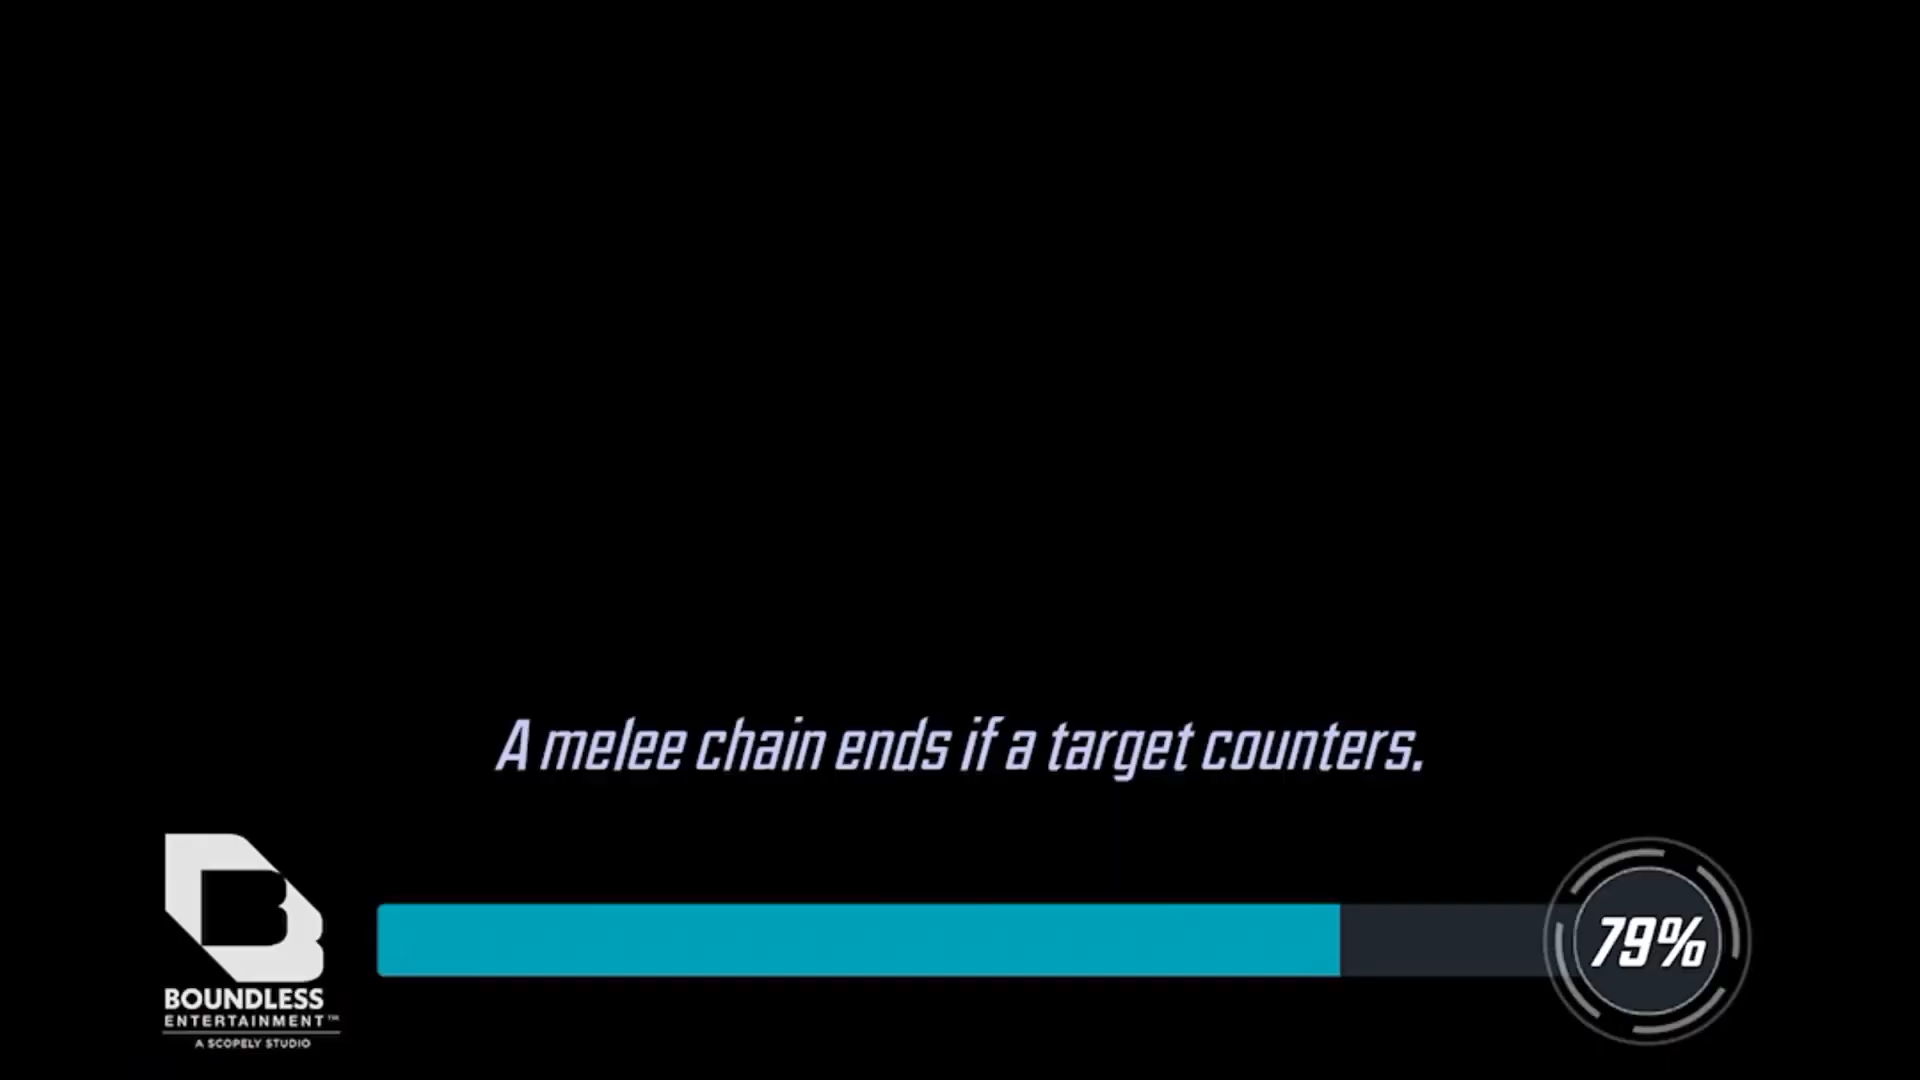 A melee chain ends if a target counters.
79%
BOUNDLESS
ENTERTAINMENT™
A SCOPELY STUDIO